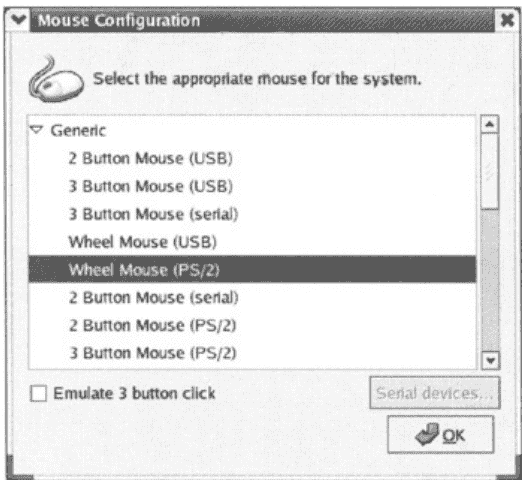 Mouse Configuration
Select the appropriate mouse for the system.
Generic
2 Button Mouse (USB)
3 Button Mouse (USB)
3 Button Mouse (serial)
Wheel Mouse (USB)
Wheel Mouse (PS/2)
2 Button Mouse (serial)
2 Button Mouse (PS/2)
3 Button Mouse (PS/2)
Emulate 3 button click
Serial devices...
OK